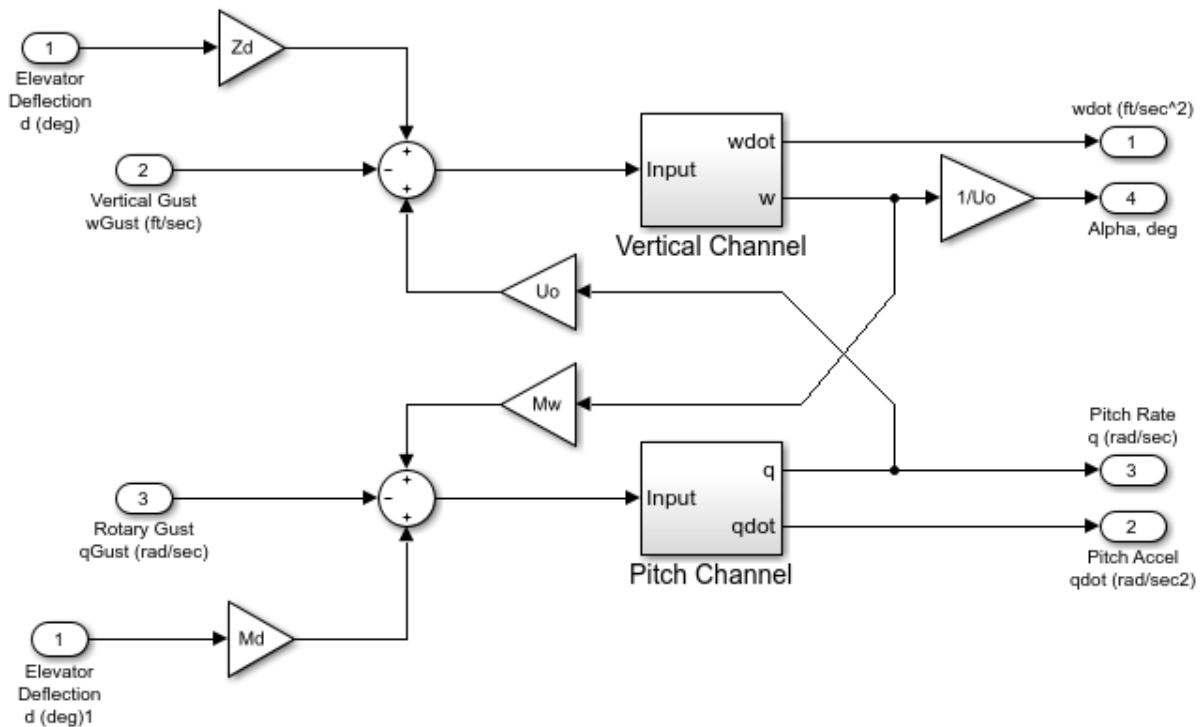 1
Zd
Elevator
Deflection
d (deg)
+
−
+
2
Vertical Gust
wGust (ft/sec)
Input
wdot
w
Vertical Channel
wdot (ft/sec^2)
1
1/Uo
4
Alpha, deg
Uo
Mw
+
−
+
3
Rotary Gust
qGust (rad/sec)
Input
q
qdot
Pitch Channel
Pitch Rate
q (rad/sec)
3
2
Pitch Accel
qdot (rad/sec2)
1
Md
Elevator
Deflection
d (deg)1